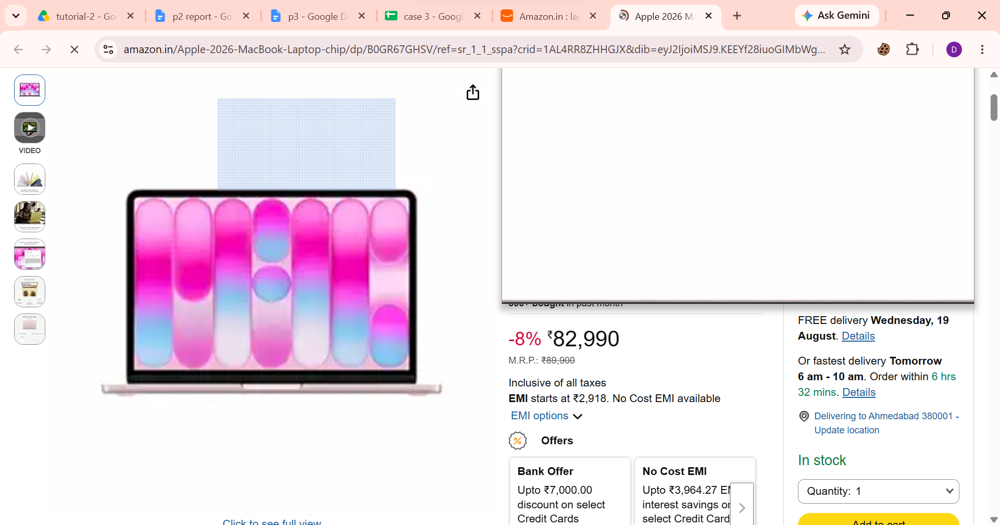 tutorial-2 - Go
p2 report - Go
p3 - Google D
case 3 - Googl
Amazon.in : la
Apple 2026 M
Ask Gemini
amazon.in/Apple-2026-MacBook-Laptop-chip/dp/B0GR67GHSV/ref=sr_1_1_sspa?crid=1AL4RR8ZHHGJX&dib=eyJ2IjoiMSJ9.KEEYf28iuoGIMbWg...
D
VIDEO
bought in past month
-8% ₹82,990
M.R.P.: ₹89,900
Inclusive of all taxes
EMI starts at ₹2,918. No Cost EMI available
EMI options
Offers
Bank Offer
Upto ₹7,000.00
discount on select
Credit Cards
No Cost EMI
Upto ₹3,964.27 EM
interest savings on
select Credit Card
Click to see full view
FREE delivery Wednesday, 19
August. Details
Or fastest delivery Tomorrow
6 am - 10 am. Order within 6 hrs
32 mins. Details
Delivering to Ahmedabad 380001 -
Update location
In stock
Quantity: 1
Add to cart